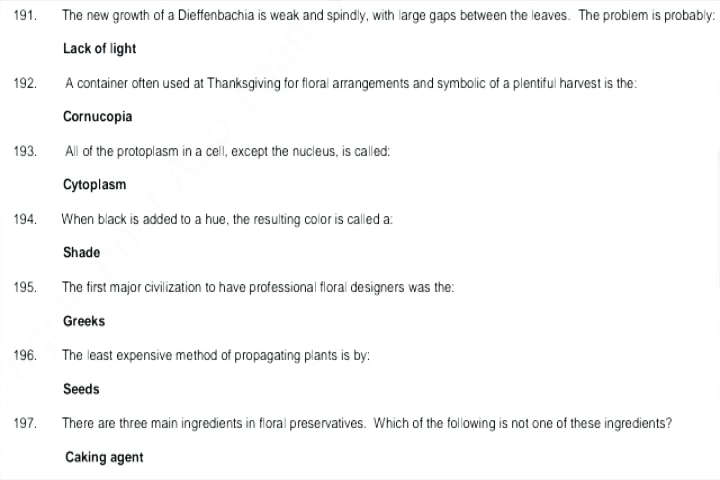 191. The new growth of a Dieffenbachia is weak and spindly, with large gaps between the leaves. The problem is probably:
Lack of light
192. A container often used at Thanksgiving for floral arrangements and symbolic of a plentiful harvest is the:
Cornucopia
193. All of the protoplasm in a cell, except the nucleus, is called:
Cytoplasm
194. When black is added to a hue, the resulting color is called a:
Shade
195. The first major civilization to have professional floral designers was the:
Greeks
196. The least expensive method of propagating plants is by:
Seeds
197. There are three main ingredients in floral preservatives. Which of the following is not one of these ingredients?
Caking agent